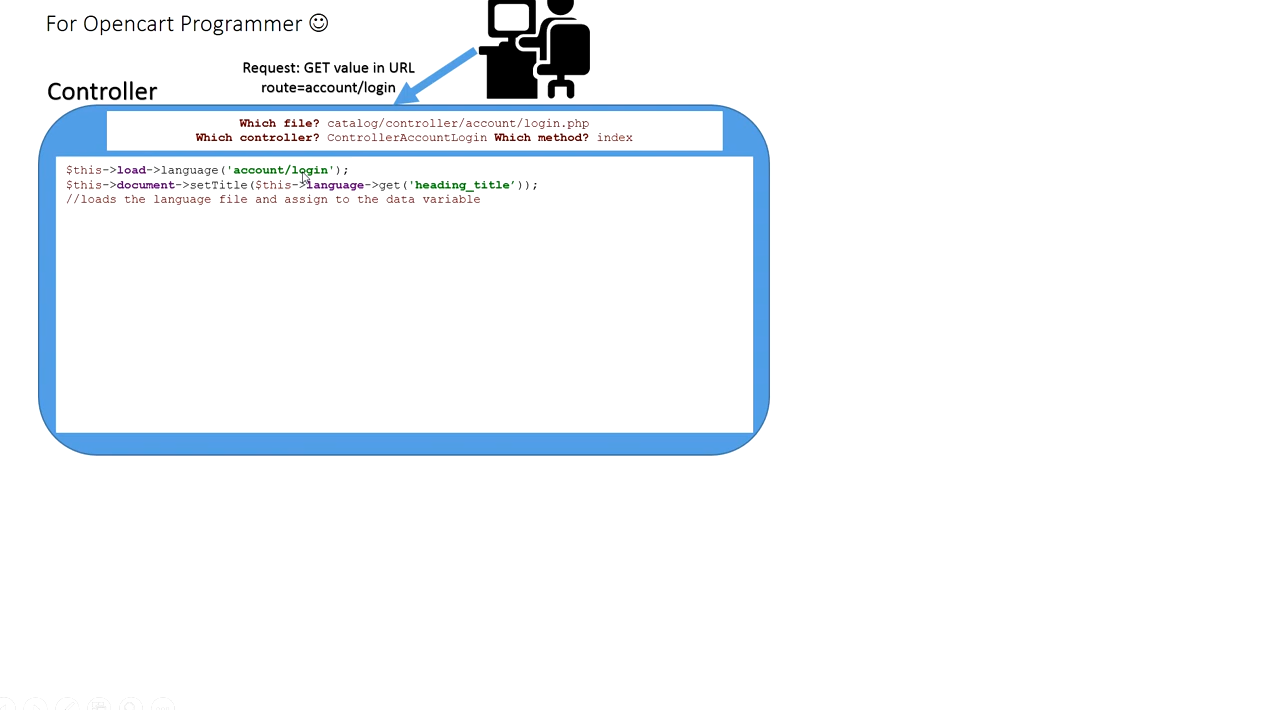 For Opencart Programmer ☺
Request: GET value in URL
route=account/login
Controller
Which file? catalog/controller/account/login.php
Which controller? ControllerAccountLogin Which method? index
$this->load->language('account/login');
$this->document->setTitle($this->language->get('heading_title’));
//loads the language file and assign to the data variable